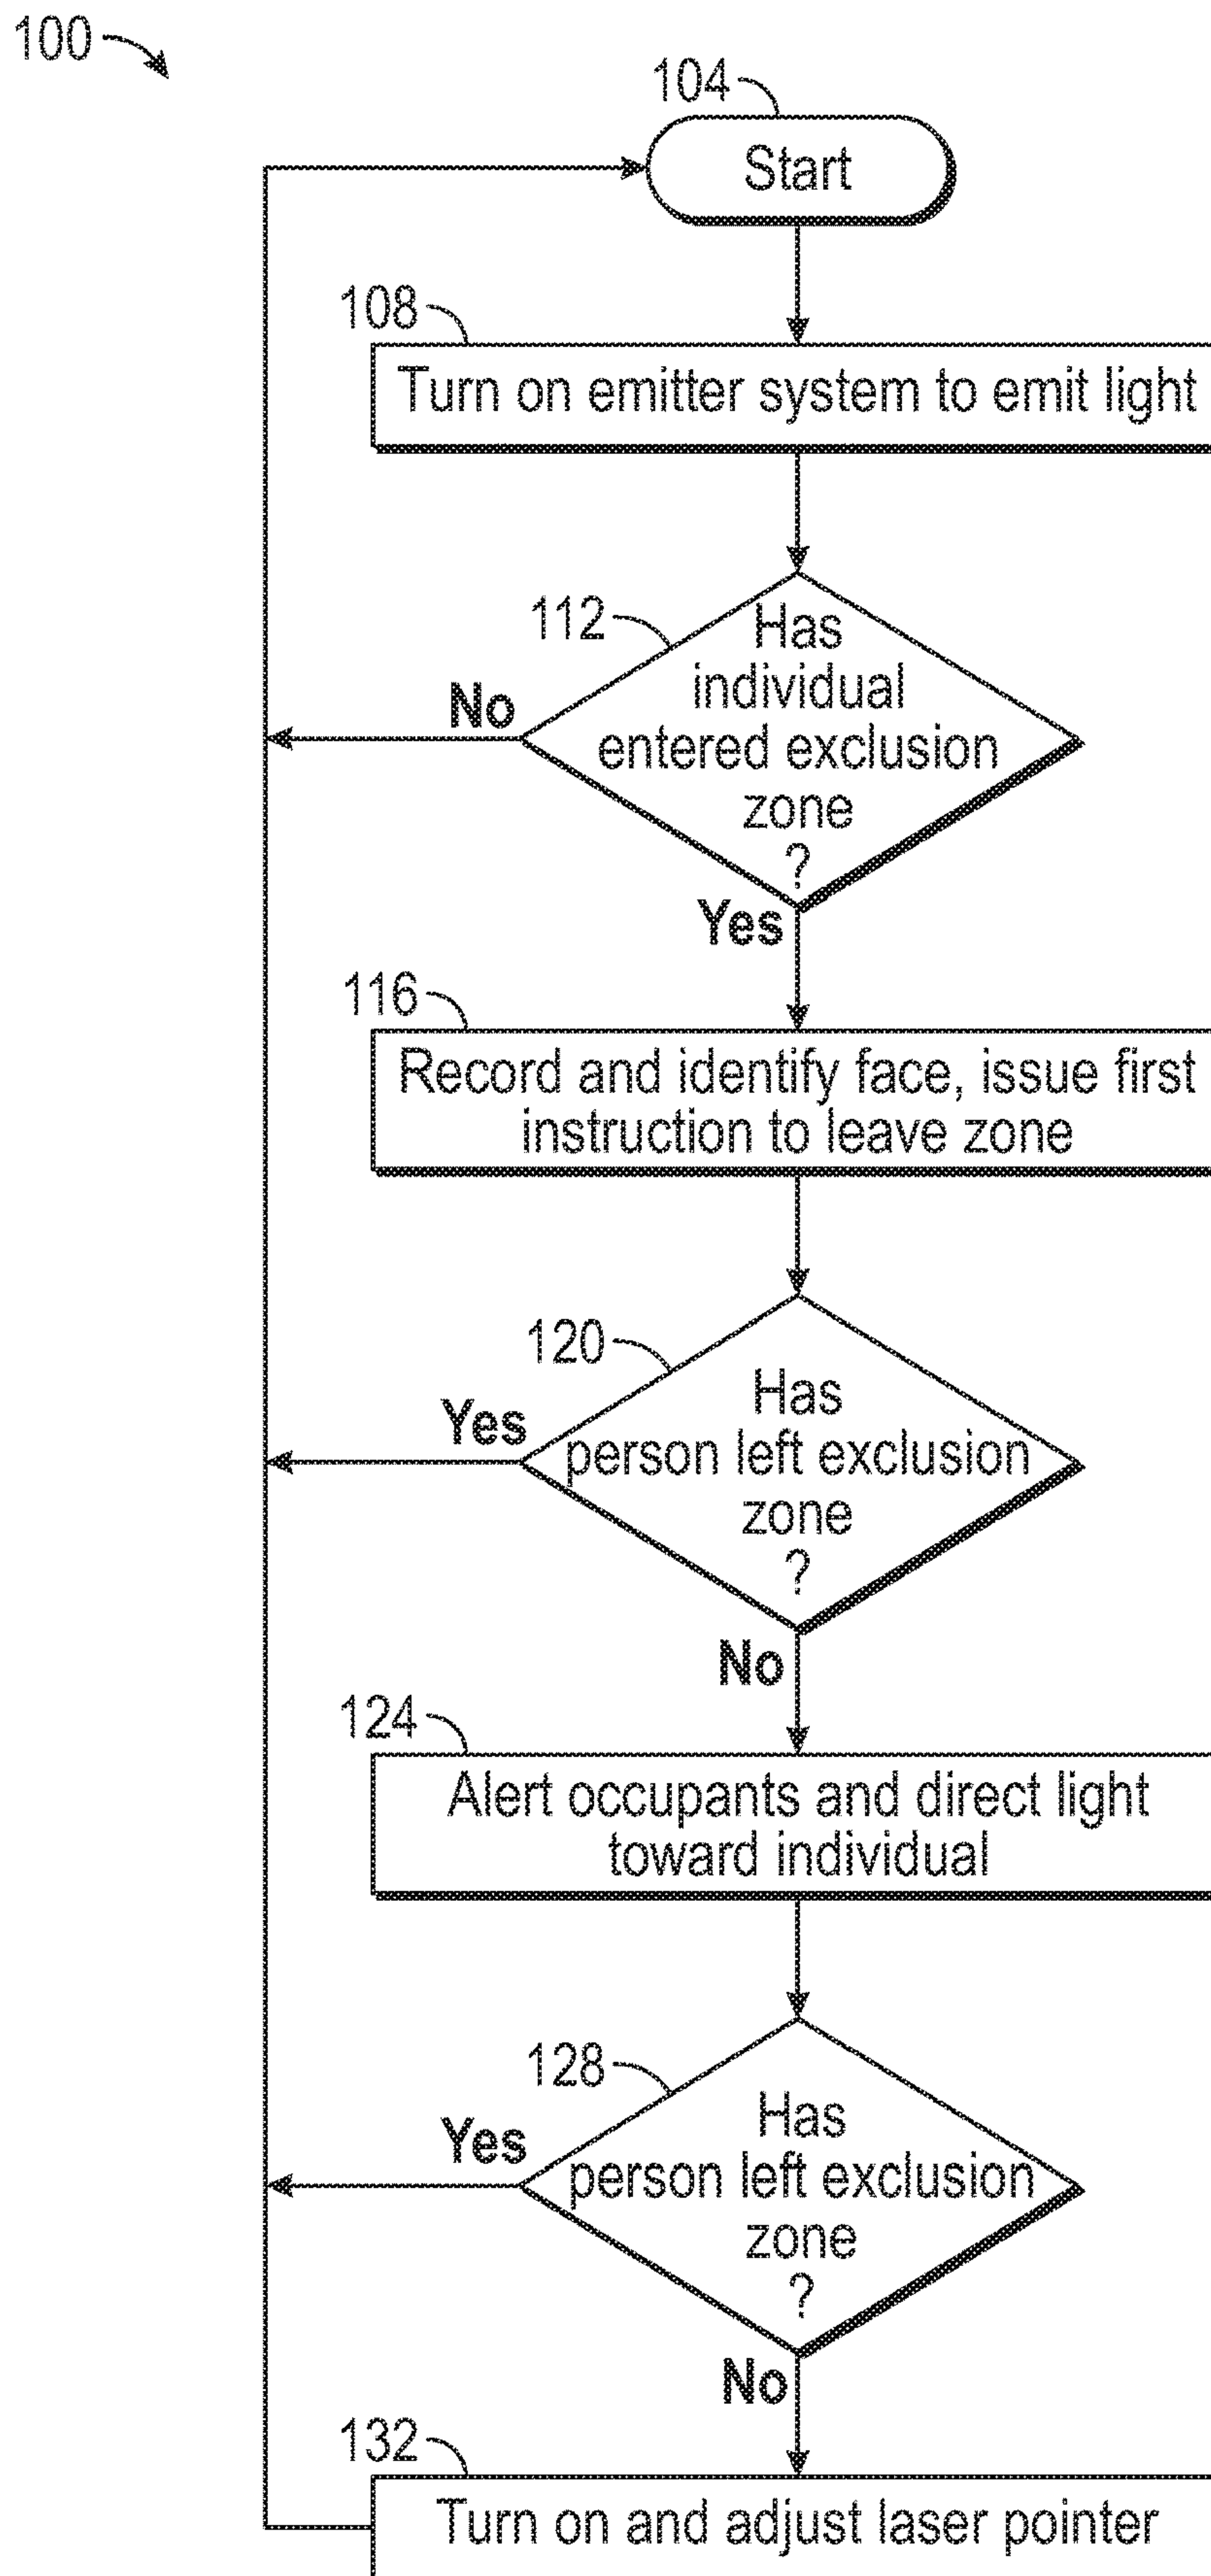 100
104
Start
108
Turn on emitter system to emit light
112
Has
individual
entered exclusion
zone
?
No
Yes
116
Record and identify face, issue first
instruction to leave zone
120
Has
person left exclusion
zone
?
Yes
No
124
Alert occupants and direct light
toward individual
128
Has
person left exclusion
zone
?
Yes
No
132
Turn on and adjust laser pointer